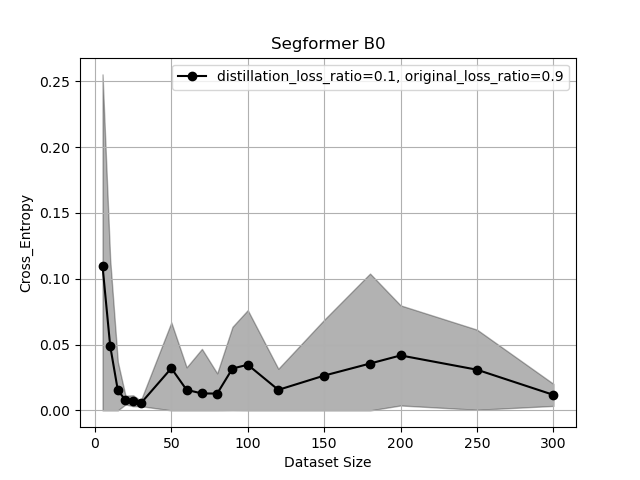 Segformer B0
distillation_loss_ratio=0.1, original_loss_ratio=0.9
0.25
0.20
0.15
0.10
0.05
0.00
Cross_Entropy
0 50 100 150 200 250 300
Dataset Size